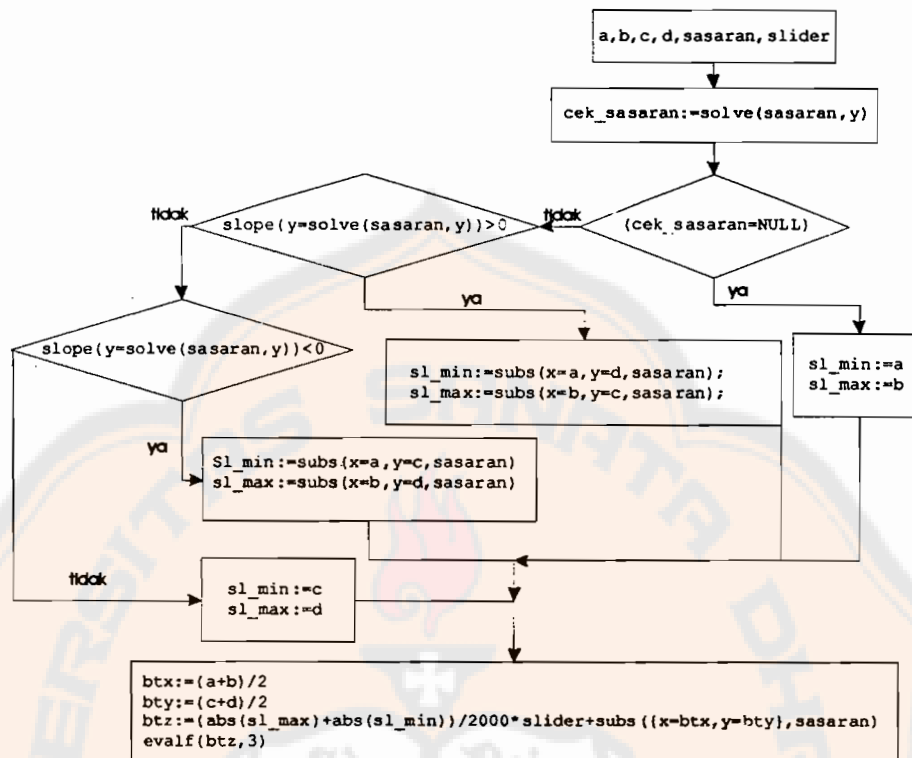 a,b,c,d,sasaran,slider
cek_sasaran:=solve(sasaran,y)
(cek_sasaran=NULL)
tidak
ya
slope(y=solve(sasaran,y))>0
tidak
ya
slope(y=solve(sasaran,y))<0
ya
tidak
sl_min:=a
sl_max:=b
sl_min:=subs(x=a,y=d,sasaran);
sl_max:=subs(x=b,y=c,sasaran);
Sl_min:=subs(x=a,y=c,sasaran)
sl_max:=subs(x=b,y=d,sasaran)
sl_min:=c
sl_max:=d
btx:=(a+b)/2
bty:=(c+d)/2
btz:=(abs(sl_max)+abs(sl_min))/2000*slider+subs({x=btx,y=bty},sasaran)
evalf(btz,3)
SANATA